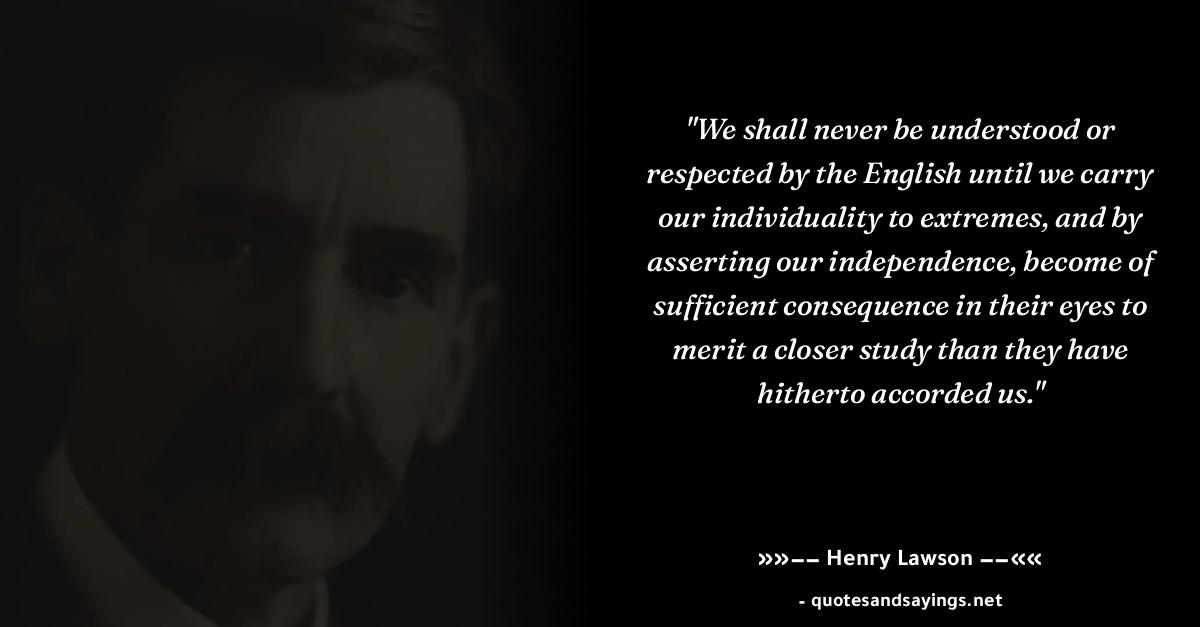 "We shall never be understood or
respected by the English until we carry
our individuality to extremes, and by
asserting our independence, become of
sufficient consequence in their eyes to
merit a closer study than they have
hitherto accorded us."
»»−− Henry Lawson −−««
- quotesandsayings.net